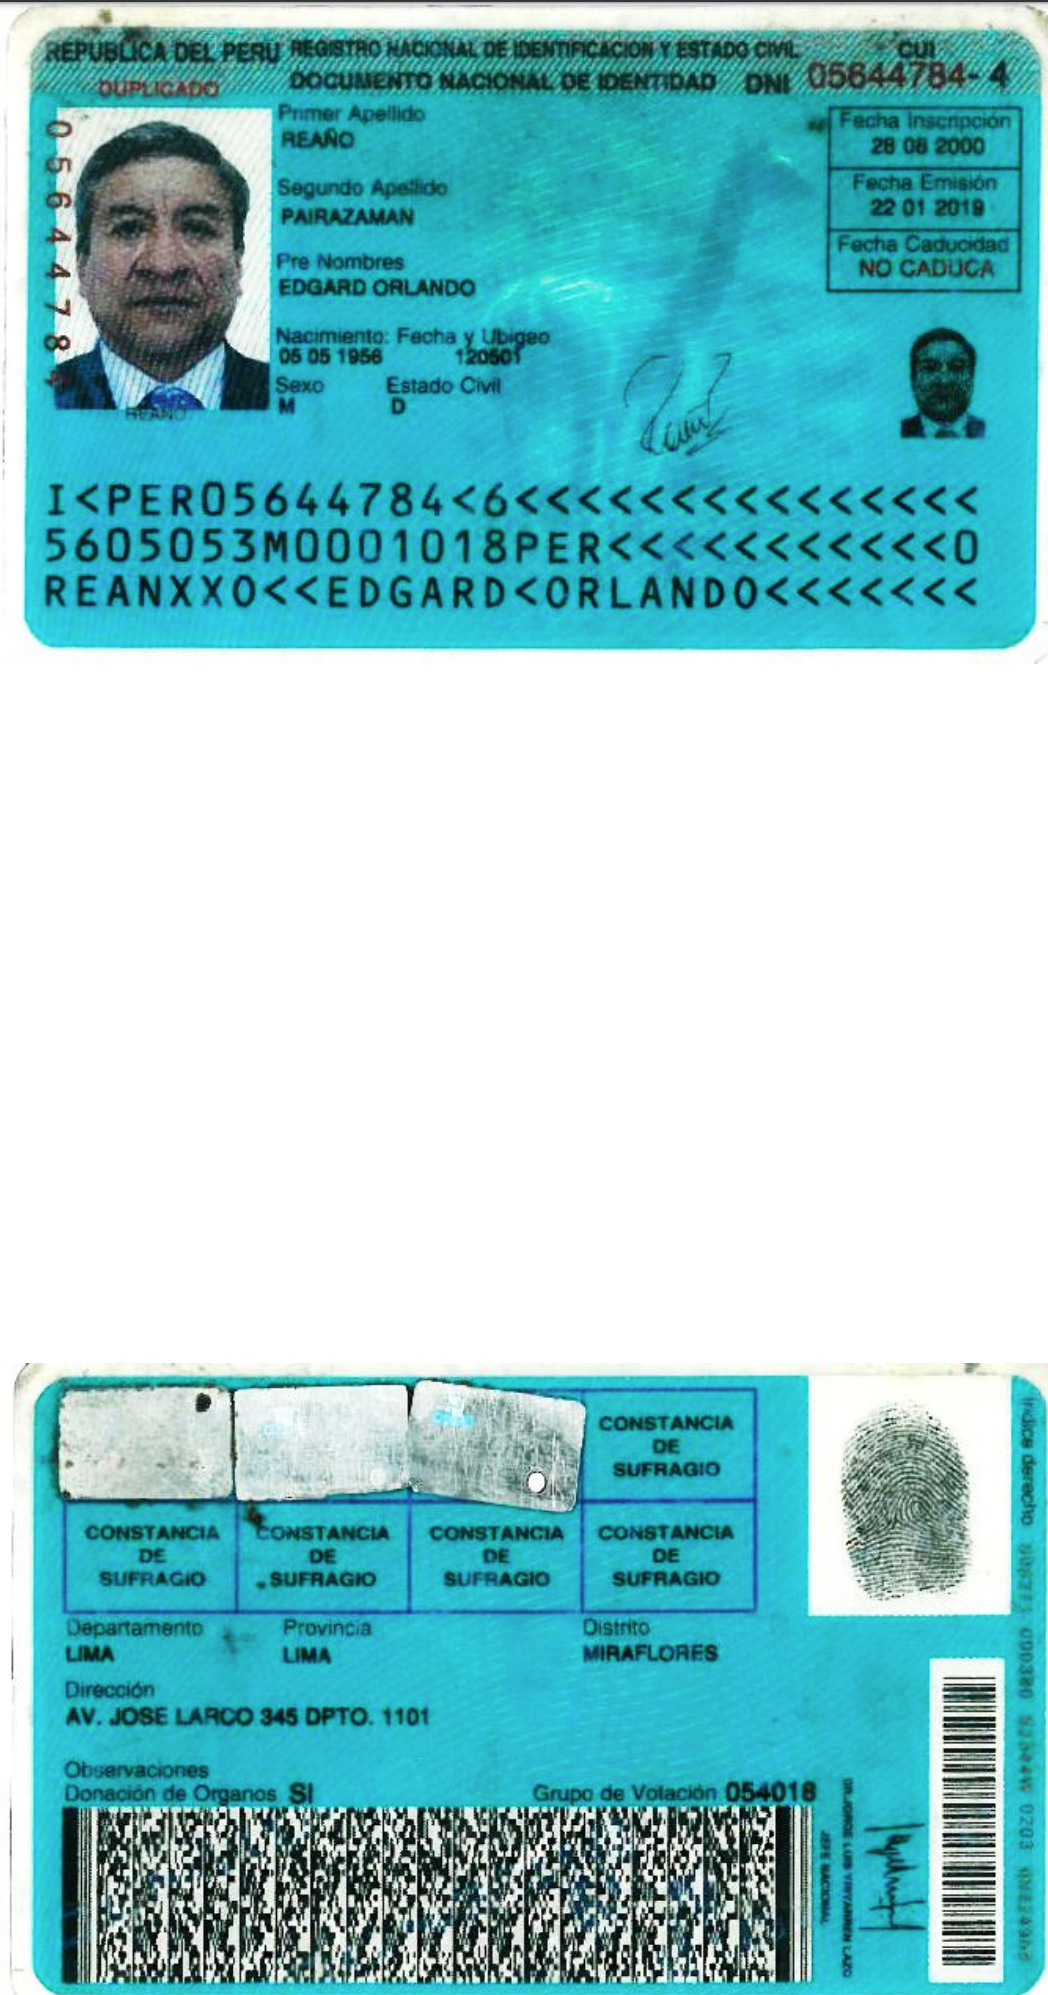 REPUBLICA DEL PERU REGISTRO NACIONAL DE IDENTIFICACION Y ESTADO CIVIL CUI
DUPLICADO DOCUMENTO NACIONAL DE IDENTIDAD DNI 05644784-4
05644784
Primer Apellido
REAÑO
Segundo Apellido
PAIRAZAMAN
Pre Nombres
EDGARD ORLANDO
Nacimiento: Fecha y Ubigeo
05 05 1956 120501
Sexo Estado Civil
M D
REAÑO
Fecha Inscripción
28 08 2000
Fecha Emisión
22 01 2019
Fecha Caducidad
NO CADUCA
I<PER05644784<6<<<<<<<<<<<<<<<
5605053M0001018PER<<<<<<<<<<<0
REANXXO<<EDGARD<ORLANDO<<<<<<<
CONSTANCIA
DE
SUFRAGIO
CONSTANCIA
DE
SUFRAGIO
CONSTANCIA
DE
SUFRAGIO
CONSTANCIA
DE
SUFRAGIO
CONSTANCIA
DE
SUFRAGIO
Indice derecho
Departamento Provincia Distrito
LIMA LIMA MIRAFLORES
Dirección
AV. JOSE LARCO 345 DPTO. 1101
Observaciones
Donación de Organos SI Grupo de Votación 054018
JEFE NACIONAL